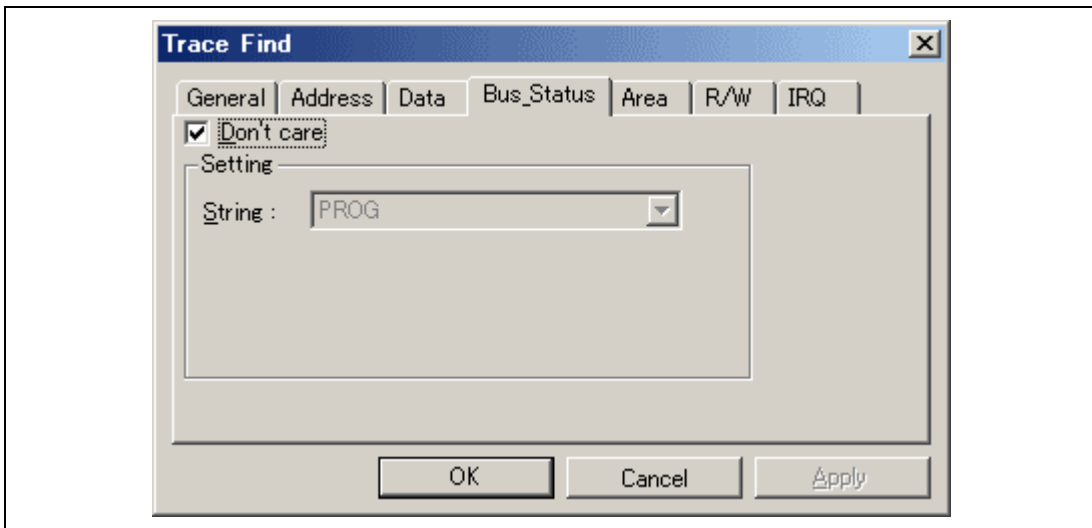 Trace Find
General Address Data Bus_Status Area R/W IRQ
Don't care
Setting
String : PROG
OK Cancel Apply